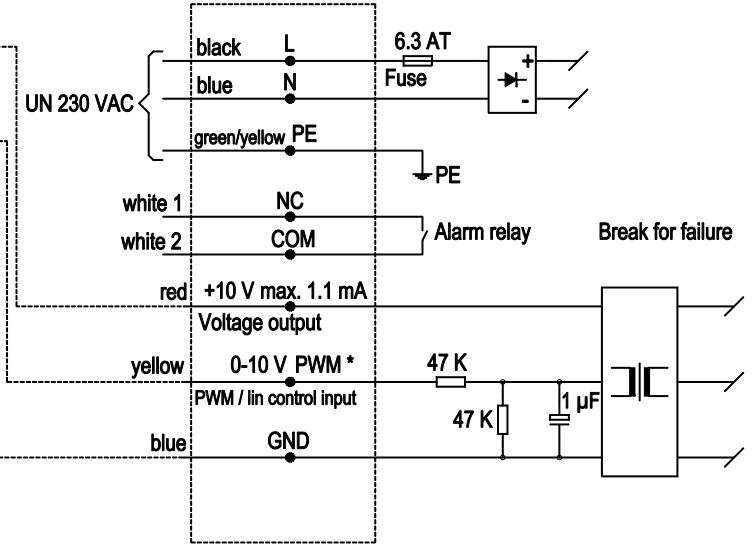 black L 6.3 AT
+
UN 230 VAC
blue N Fuse
-
green/yellow PE
PE
white 1 NC
Alarm relay Break for failure
white 2 COM
red +10 V max. 1.1 mA
Voltage output
yellow 0-10 V PWM * 47 K
PWM / lin control input
47 K 1 µF
blue GND